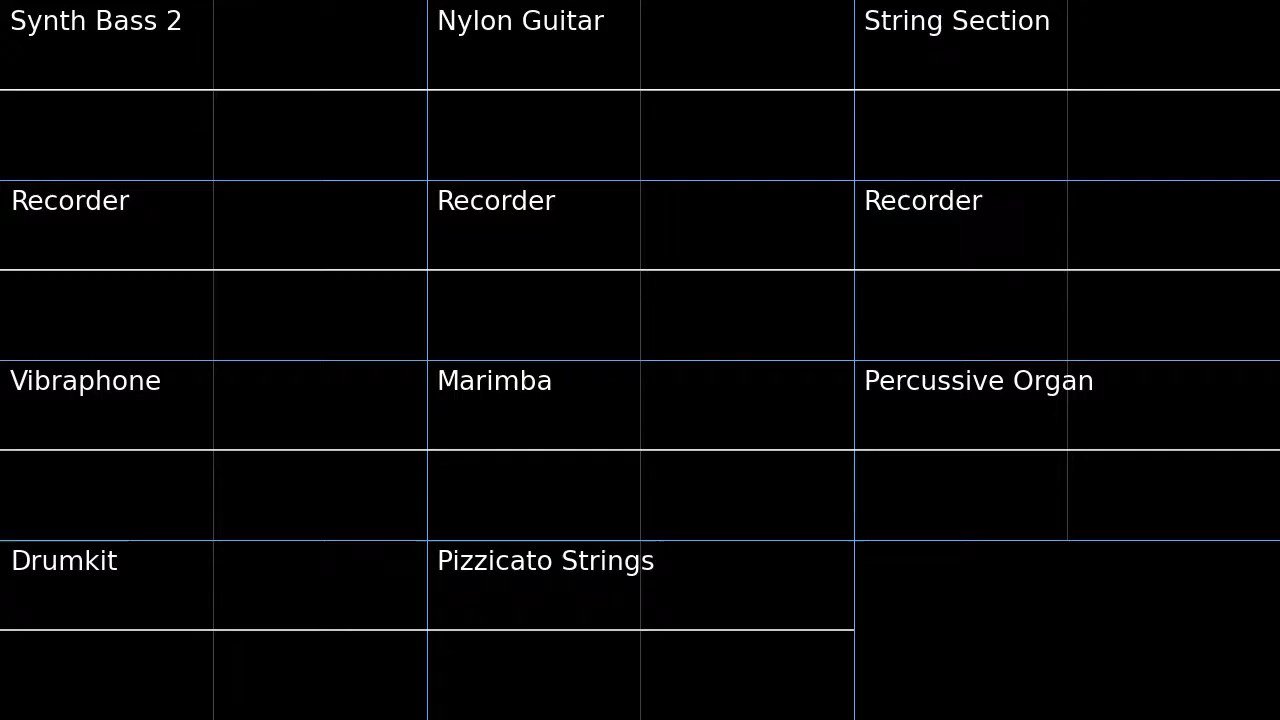 Synth Bass 2
Nylon Guitar
String Section
Recorder
Recorder
Recorder
Vibraphone
Marimba
Percussive Organ
Drumkit
Pizzicato Strings